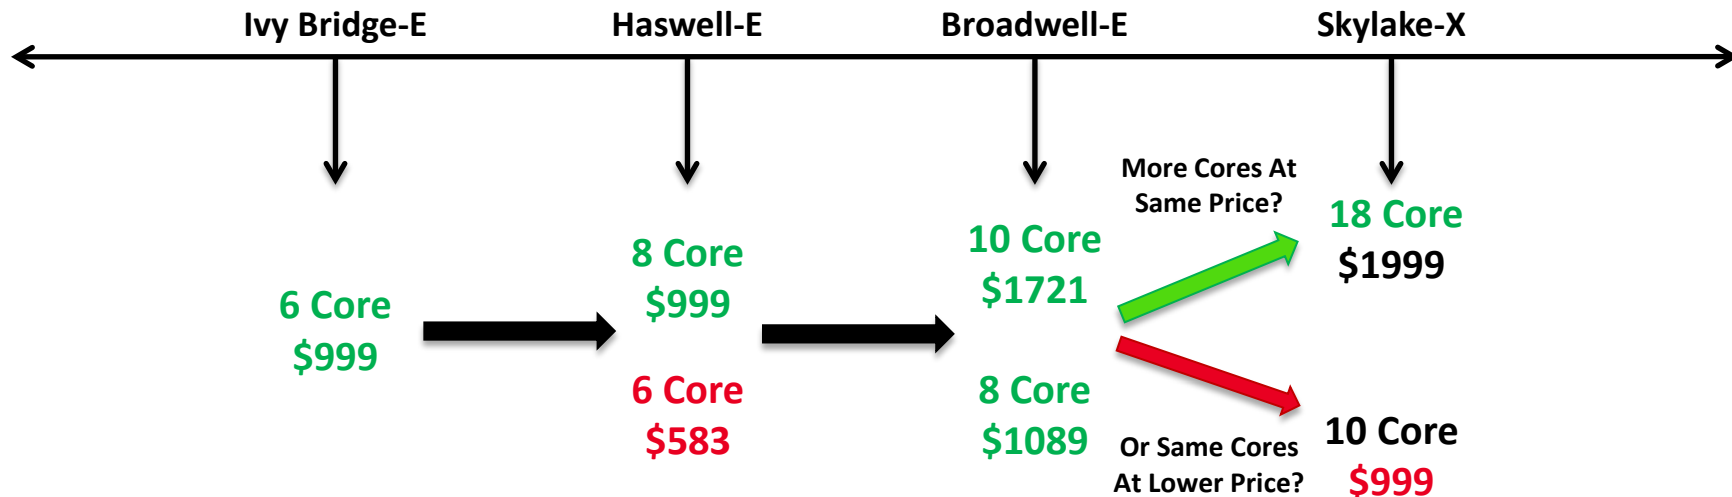 Ivy Bridge-E
Haswell-E
Broadwell-E
Skylake-X
6 Core
$999
8 Core
$999
6 Core
$583
10 Core
$1721
8 Core
$1089
More Cores At
Same Price?
18 Core
$1999
Or Same Cores
At Lower Price?
10 Core
$999